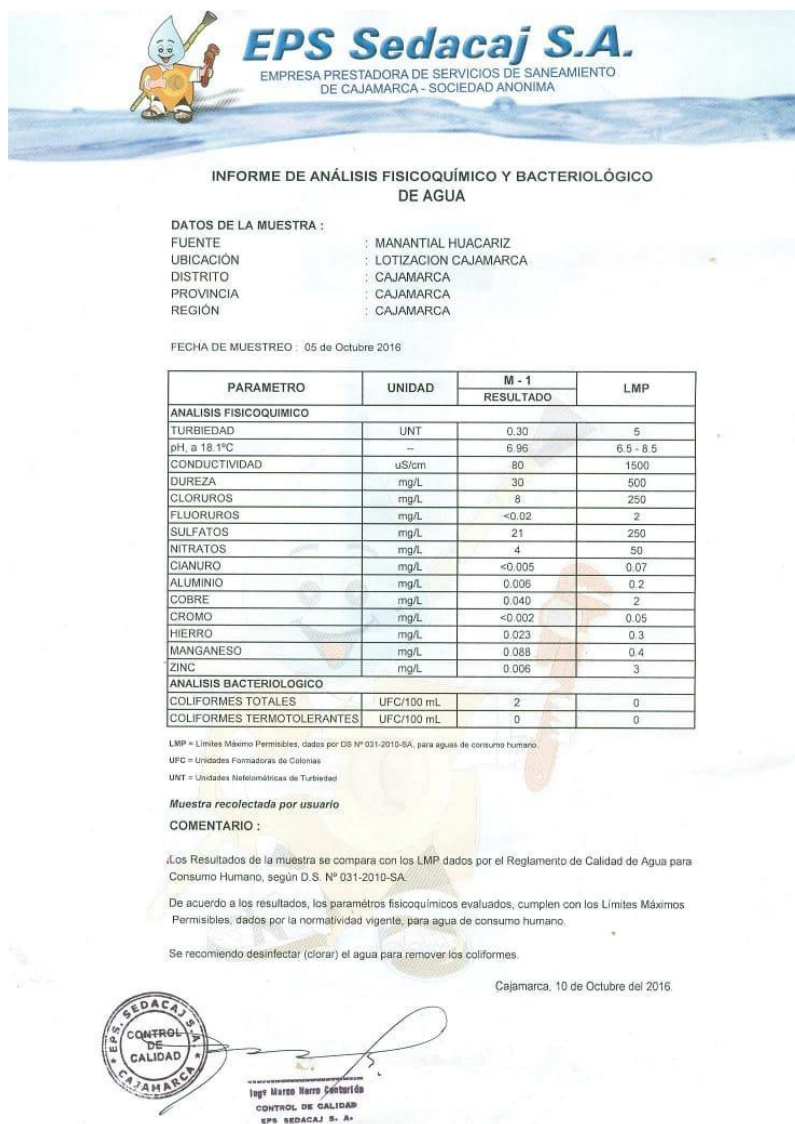 EPS Sedacaj S.A.
EMPRESA PRESTADORA DE SERVICIOS DE SANEAMIENTO
DE CAJAMARCA - SOCIEDAD ANONIMA
INFORME DE ANÁLISIS FISICOQUÍMICO Y BACTERIOLÓGICO
DE AGUA
DATOS DE LA MUESTRA :
FUENTE : MANANTIAL HUACARIZ
UBICACIÓN : LOTIZACION CAJAMARCA
DISTRITO : CAJAMARCA
PROVINCIA : CAJAMARCA
REGIÓN : CAJAMARCA
FECHA DE MUESTREO : 05 de Octubre 2016
PARAMETRO UNIDAD M - 1 RESULTADO LMP
ANALISIS FISICOQUIMICO
TURBIEDAD UNT 0.30 5
pH, a 18.1ºC -- 6.96 6.5 - 8.5
CONDUCTIVIDAD uS/cm 80 1500
DUREZA mg/L 30 500
CLORUROS mg/L 8 250
FLUORUROS mg/L <0.02 2
SULFATOS mg/L 21 250
NITRATOS mg/L 4 50
CIANURO mg/L <0.005 0.07
ALUMINIO mg/L 0.006 0.2
COBRE mg/L 0.040 2
CROMO mg/L <0.002 0.05
HIERRO mg/L 0.023 0.3
MANGANESO mg/L 0.088 0.4
ZINC mg/L 0.006 3
ANALISIS BACTERIOLOGICO
COLIFORMES TOTALES UFC/100 mL 2 0
COLIFORMES TERMOTOLERANTES UFC/100 mL 0 0
LMP = Limites Máximo Permisibles, dados por DS Nº 031-2010-SA, para aguas de consumo humano.
UFC = Unidades Formadoras de Colonias
UNT = Unidades Nefelométricas de Turbiedad
Muestra recolectada por usuario
COMENTARIO :
Los Resultados de la muestra se compara con los LMP dados por el Reglamento de Calidad de Agua para
Consumo Humano, según D.S. Nº 031-2010-SA.
De acuerdo a los resultados, los paramétros fisicoquímicos evaluados, cumplen con los Límites Máximos
Permisibles, dados por la normatividad vigente, para agua de consumo humano.
Se recomiendo desinfectar (clorar) el agua para remover los coliformes.
Cajamarca, 10 de Octubre del 2016.
EPS. SEDACAJ S.A.
CONTROL
DE
CALIDAD
CAJAMARCA
Ingº Marco Narro Centurión
CONTROL DE CALIDAD
EPS SEDACAJ S. A.